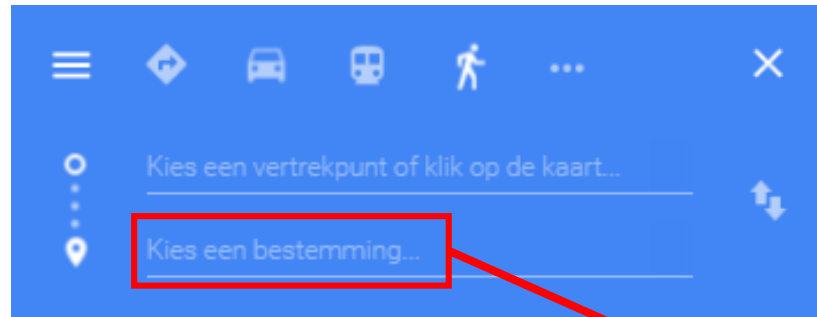 Kies een vertrekpunt of klik op de kaart...
Kies een bestemming...